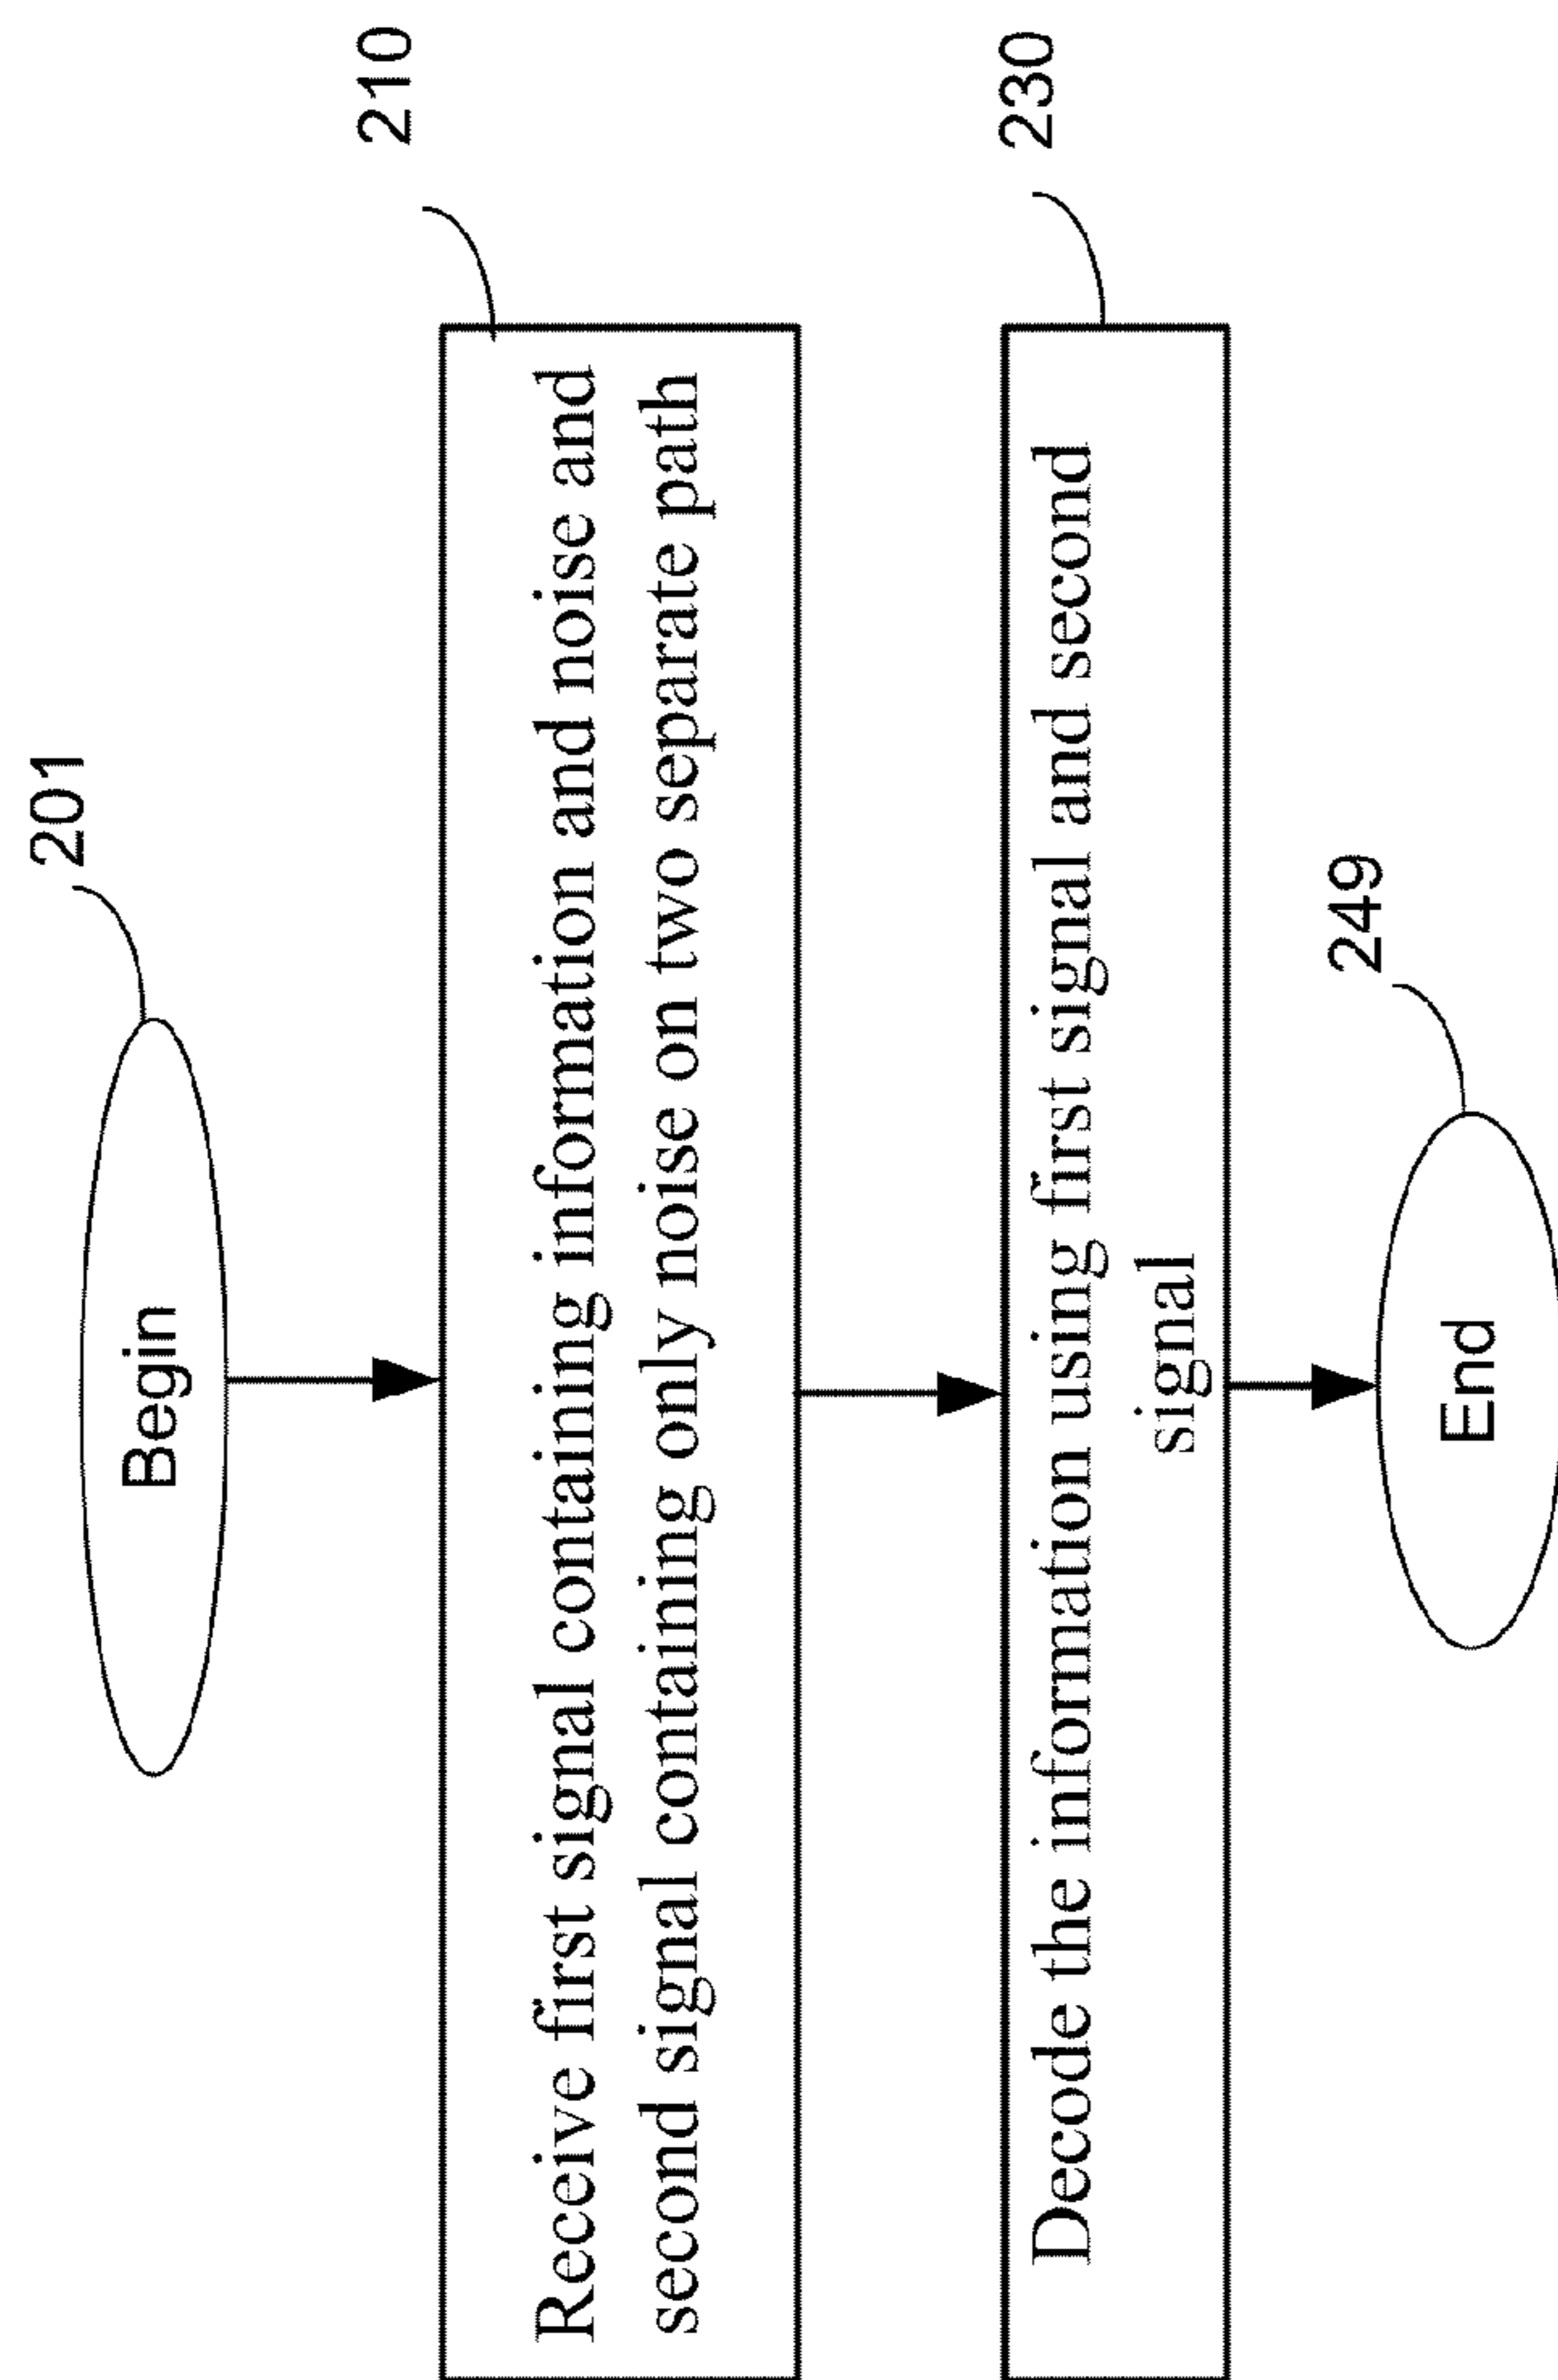 201
Begin
210
Receive first signal containing information and noise and
second signal containing only noise on two separate path
230
Decode the information using first signal and second
signal
249
End